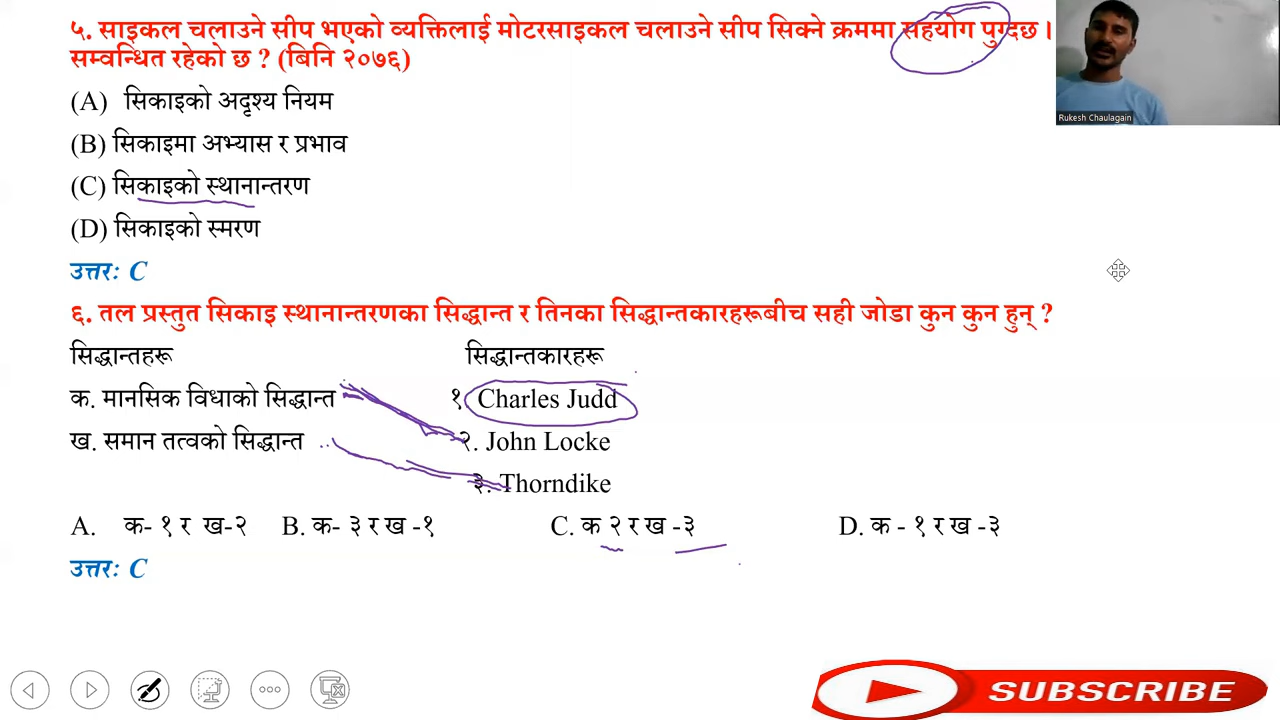 ५. साइकल चलाउने सीप भएको व्यक्तिलाई मोटरसाइकल चलाउने सीप सिक्ने क्रममा सहयोग पुग्दछ ।
सम्वन्धित रहेको छ ? (बिनि २०७६)
Rukesh Chaulagain
(A) सिकाइको अदृश्य नियम
(B) सिकाइमा अभ्यास र प्रभाव
(C) सिकाइको स्थानान्तरण
(D) सिकाइको स्मरण
उत्तरः C
६. तल प्रस्तुत सिकाइ स्थानान्तरणका सिद्धान्त र तिनका सिद्धान्तकारहरूबीच सही जोडा कुन कुन हुन् ?
सिद्धान्तहरू सिद्धान्तकारहरू
क. मानसिक विधाको सिद्धान्त १ Charles Judd
ख. समान तत्वको सिद्धान्त २. John Locke
३. Thorndike
A. क- १ र ख-२ B. क- ३ र ख -१ C. क २ र ख -३ D. क - १ र ख -३
उत्तरः C
SUBSCRIBE